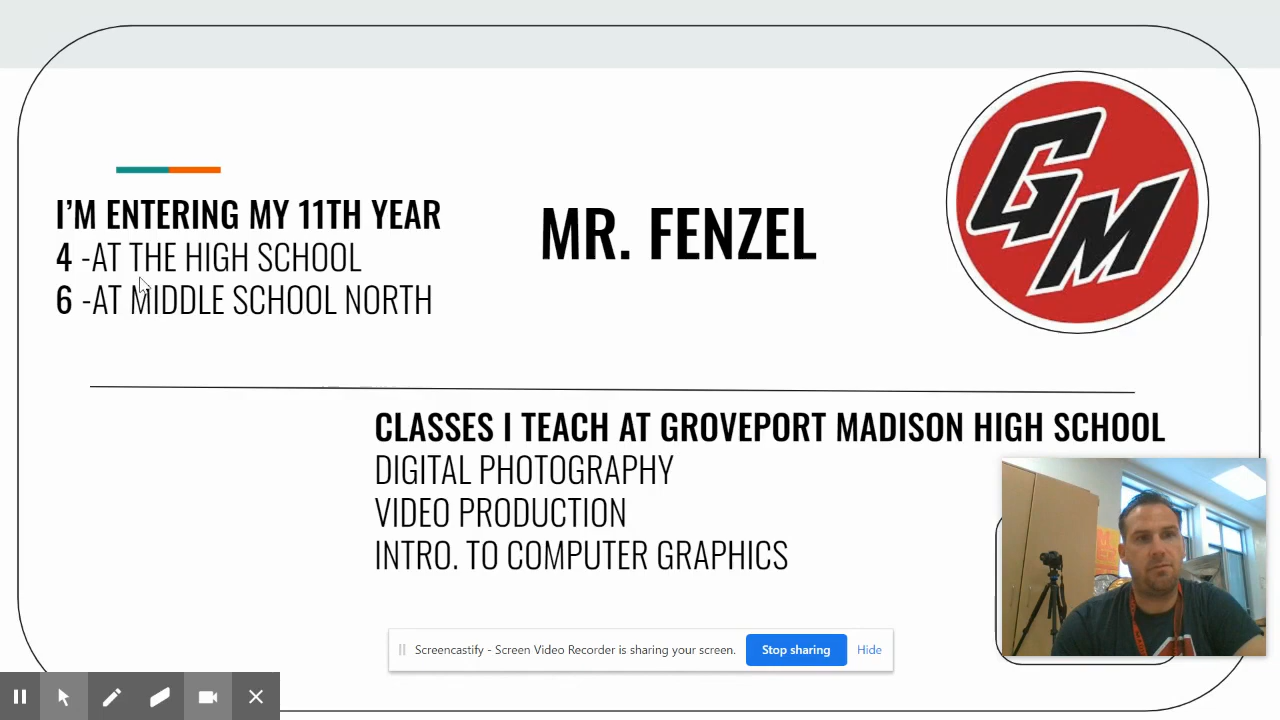 I'M ENTERING MY 11TH YEAR
4 -AT THE HIGH SCHOOL
6 -AT MIDDLE SCHOOL NORTH
MR. FENZEL
GM
CLASSES I TEACH AT GROVEPORT MADISON HIGH SCHOOL
DIGITAL PHOTOGRAPHY
VIDEO PRODUCTION
INTRO. TO COMPUTER GRAPHICS
Screencastify - Screen Video Recorder is sharing your screen. Stop sharing Hide